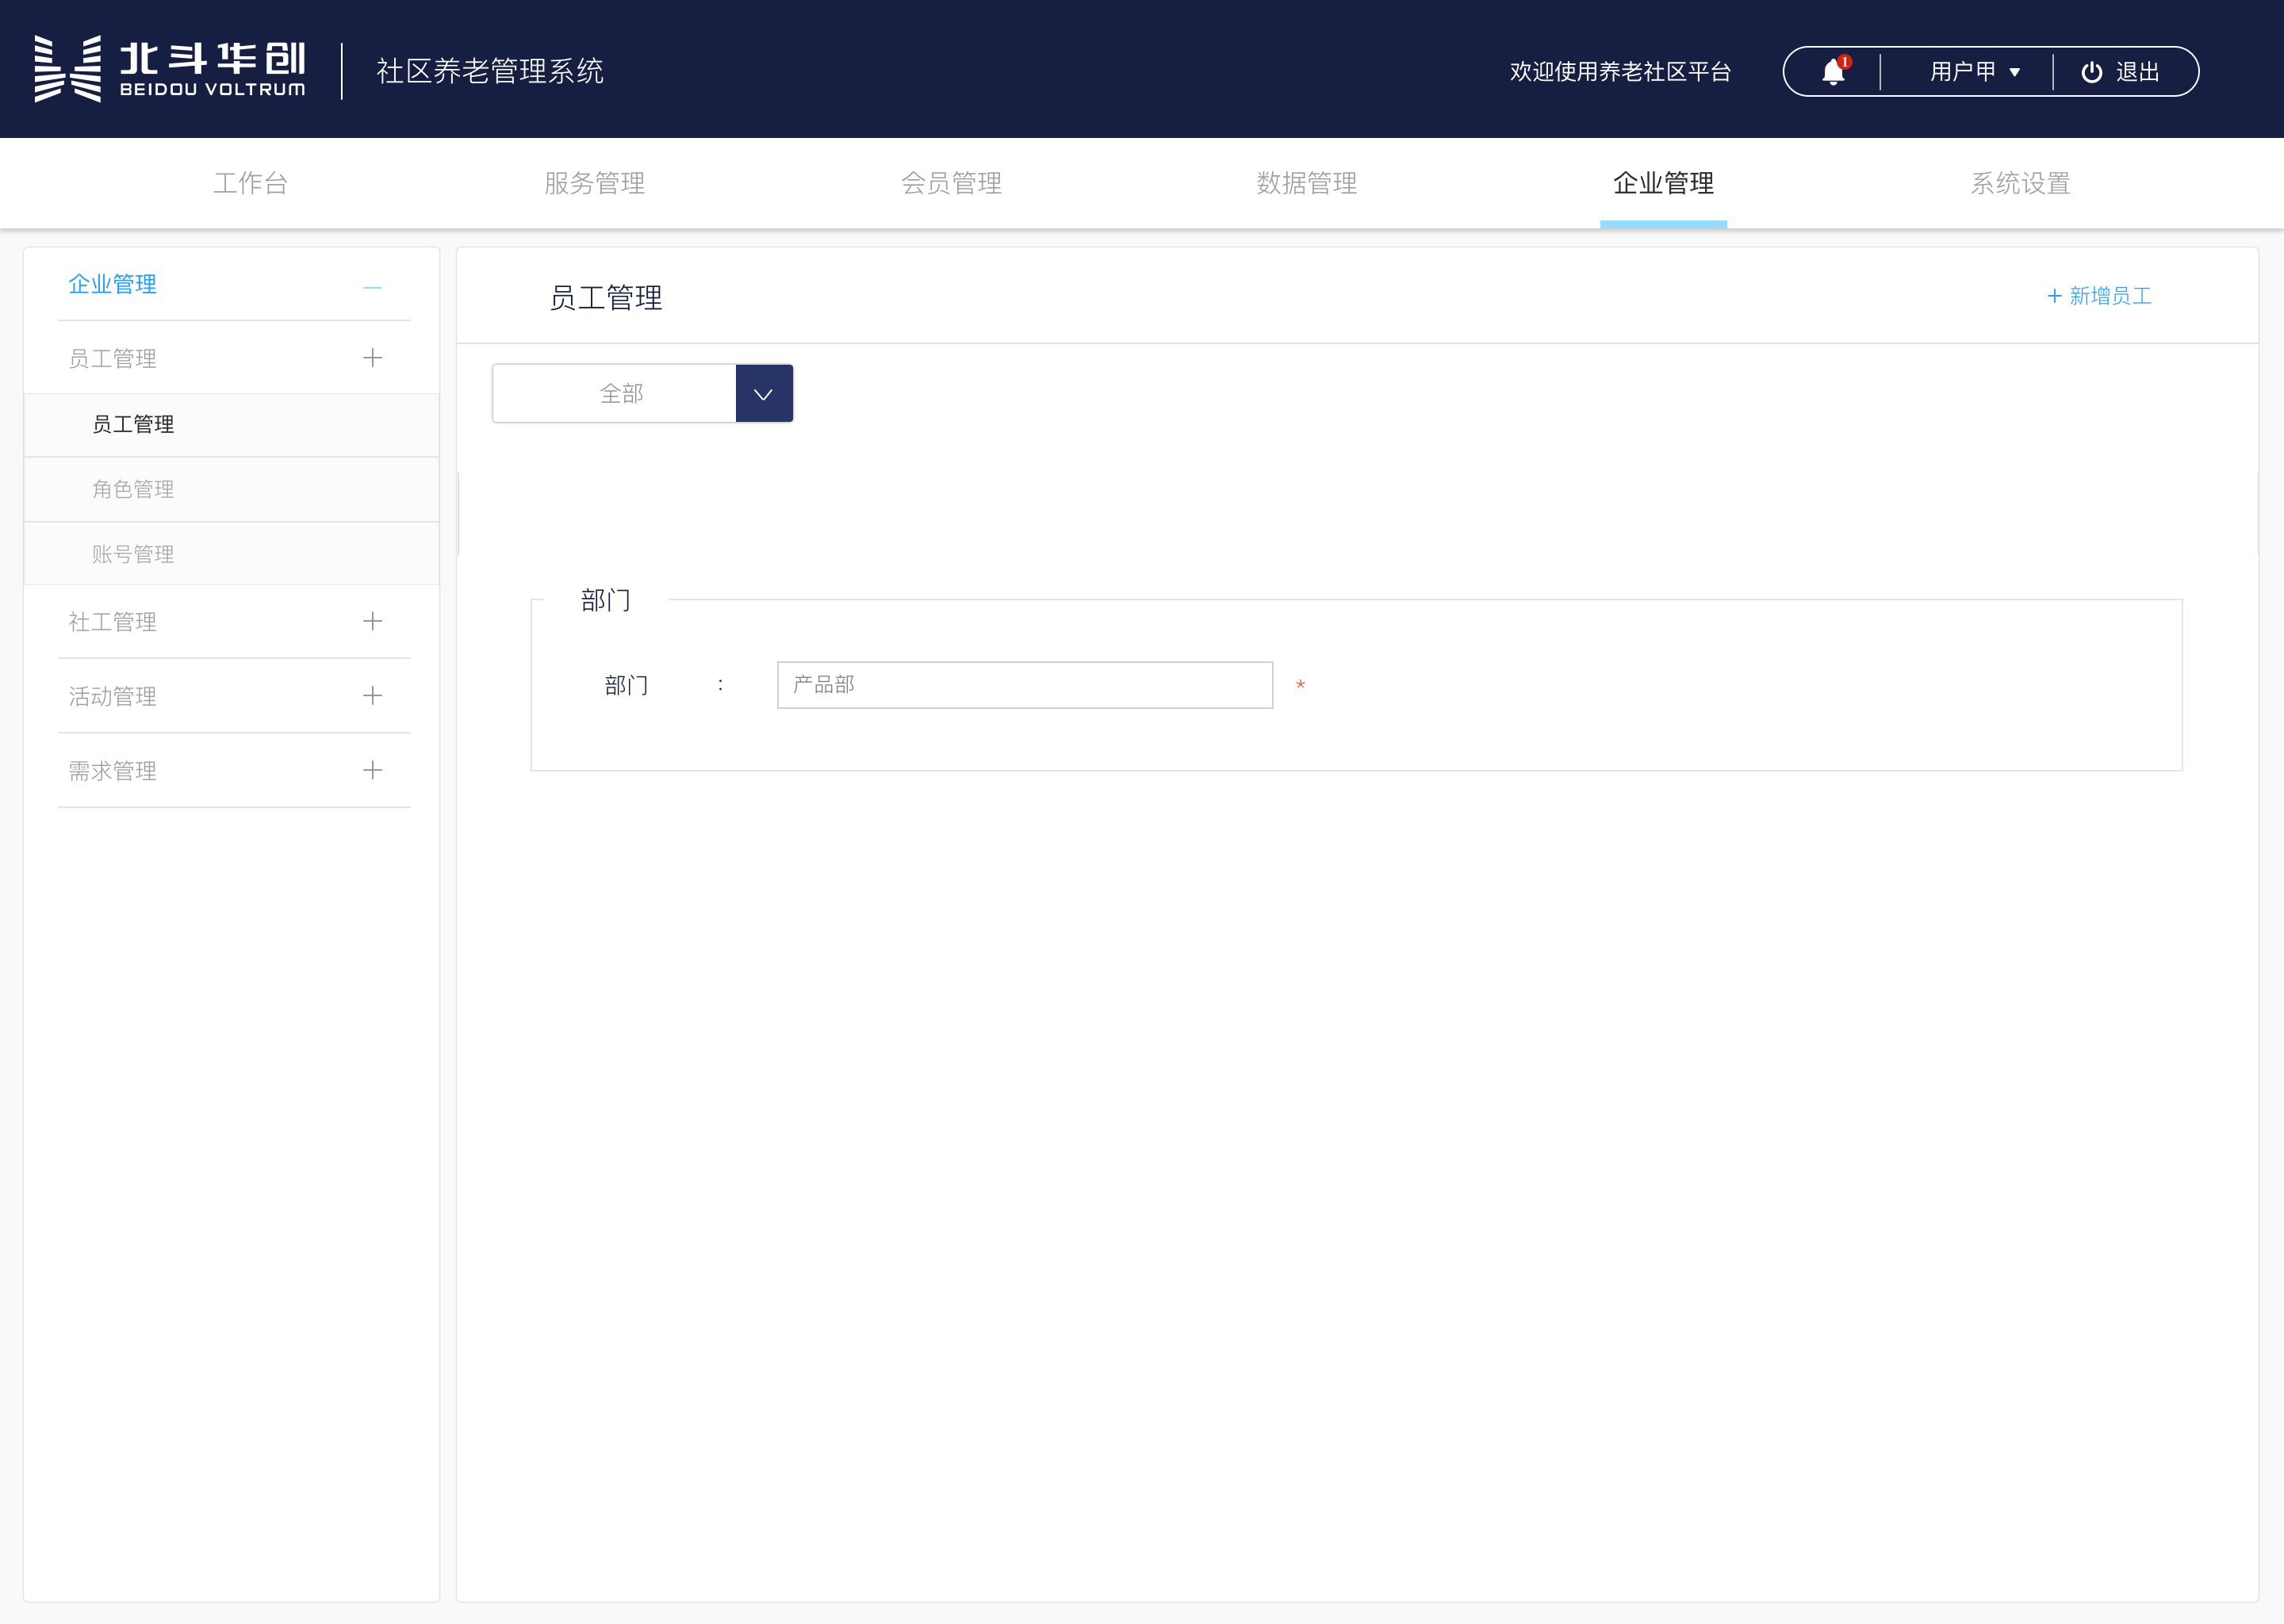 北斗华创
BEIDOU VOLTRUM
社区养老管理系统
欢迎使用养老社区平台
1
用户甲
退出
工作台
服务管理
会员管理
数据管理
企业管理
系统设置
企业管理
员工管理
员工管理
角色管理
账号管理
社工管理
活动管理
需求管理
员工管理
+ 新增员工
全部
部门
部门 : 产品部 *